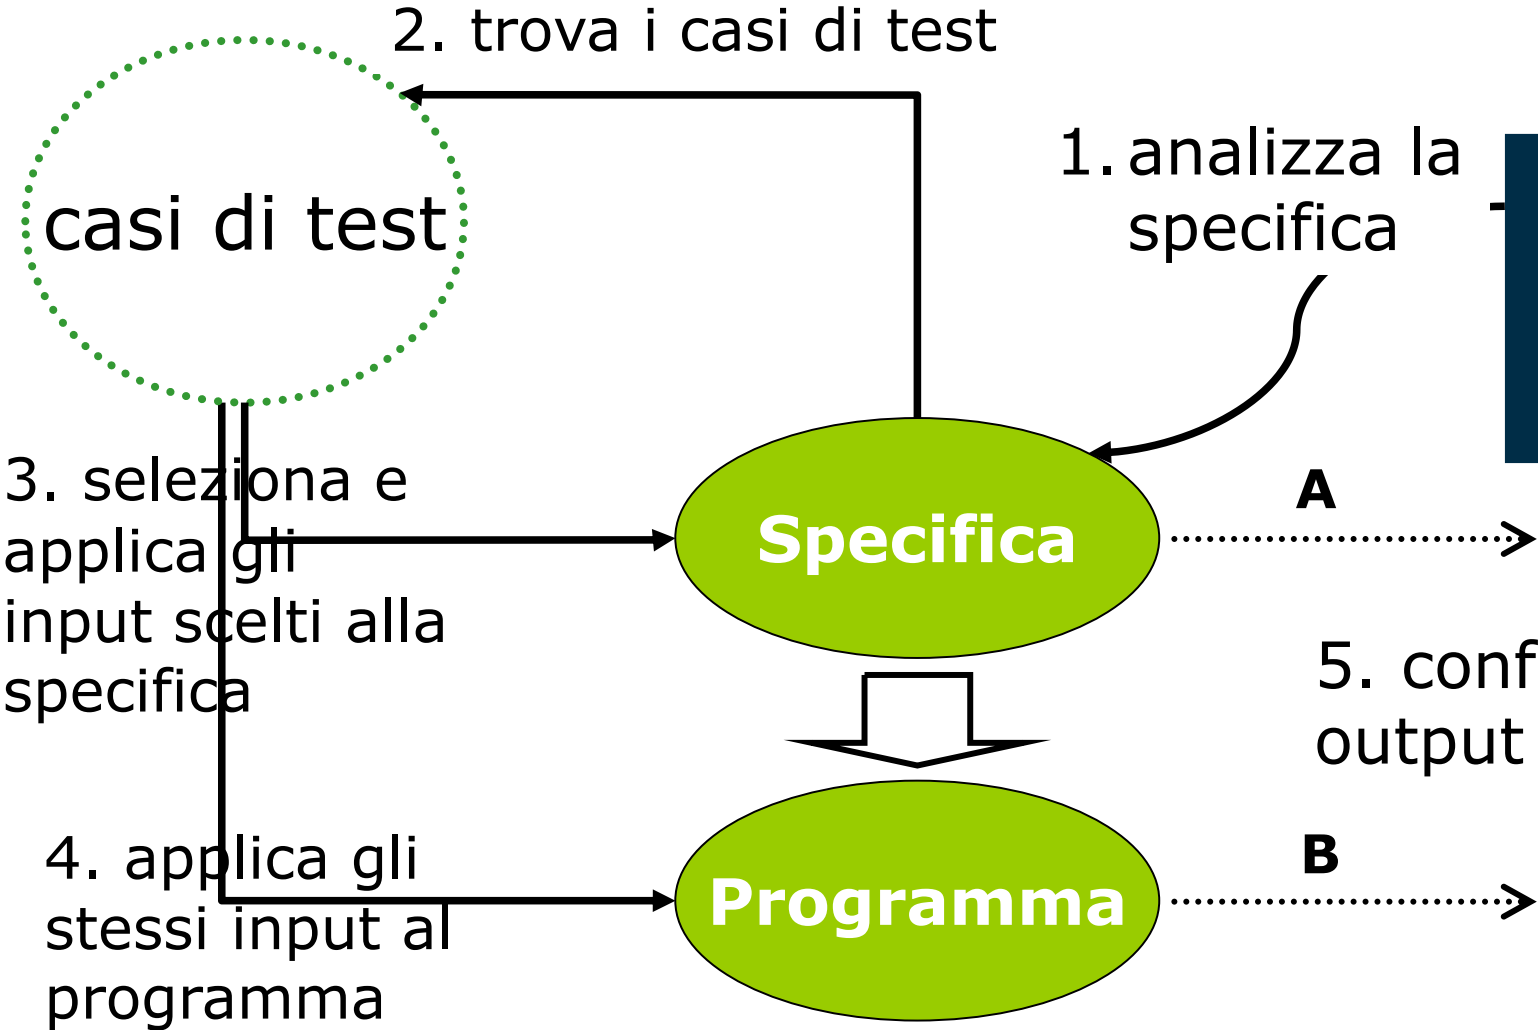 2. trova i casi di test
1. analizza la
specifica
casi di test
3. seleziona e
applica gli
input scelti alla
specifica
Specifica
A
5. conf
output
4. applica gli
stessi input al
programma
Programma
B